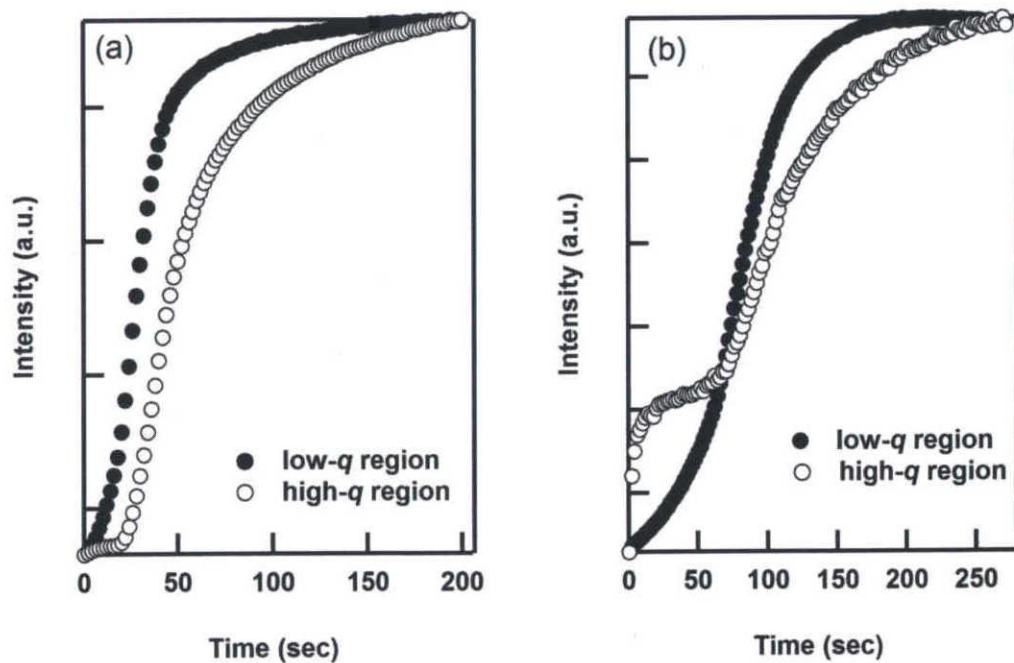 (a)
Intensity (a.u.)
low-q region
high-q region
0 50 100 150 200
Time (sec)
(b)
Intensity (a.u.)
low-q region
high-q region
0 50 100 150 200 250
Time (sec)